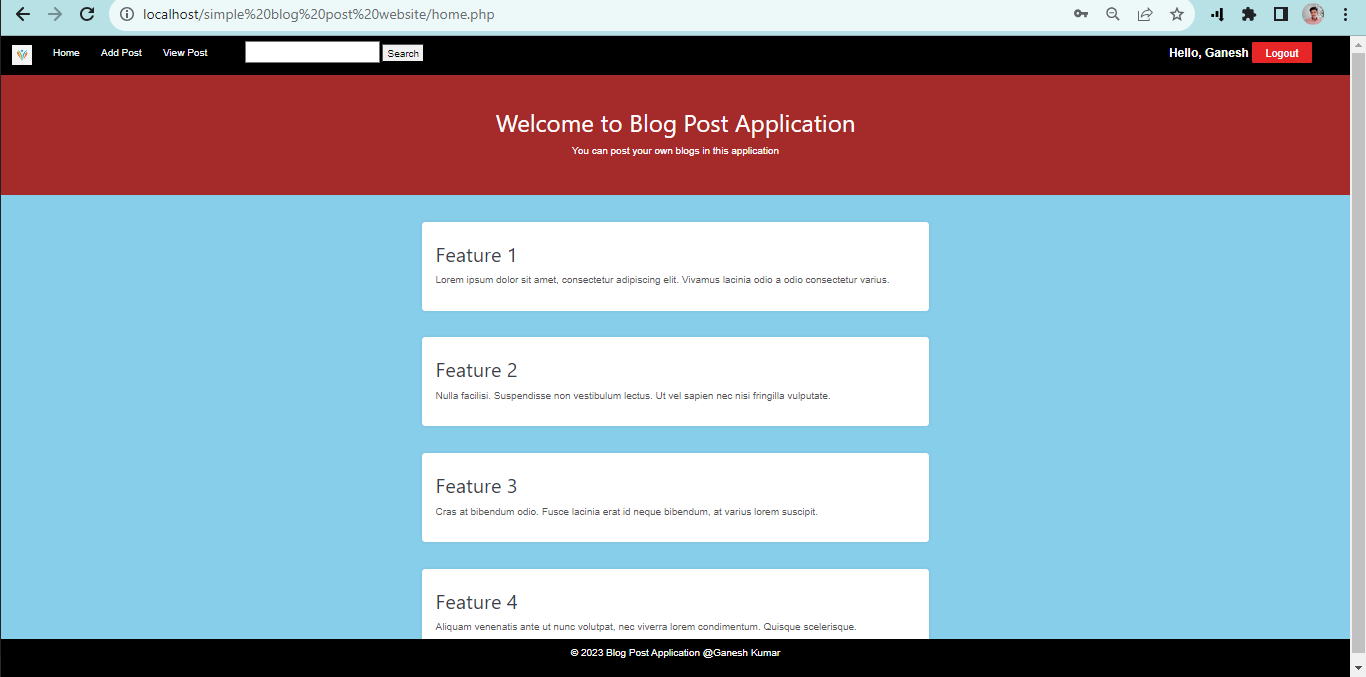 localhost/simple%20blog%20post%20website/home.php
Home Add Post View Post Search Hello, Ganesh Logout
Welcome to Blog Post Application
You can post your own blogs in this application
Feature 1
Lorem ipsum dolor sit amet, consectetur adipiscing elit. Vivamus lacinia odio a odio consectetur varius.
Feature 2
Nulla facilisi. Suspendisse non vestibulum lectus. Ut vel sapien nec nisi fringilla vulputate.
Feature 3
Cras at bibendum odio. Fusce lacinia erat id neque bibendum, at varius lorem suscipit.
Feature 4
Aliquam venenatis ante ut nunc volutpat, nec viverra lorem condimentum. Quisque scelerisque.
© 2023 Blog Post Application @Ganesh Kumar